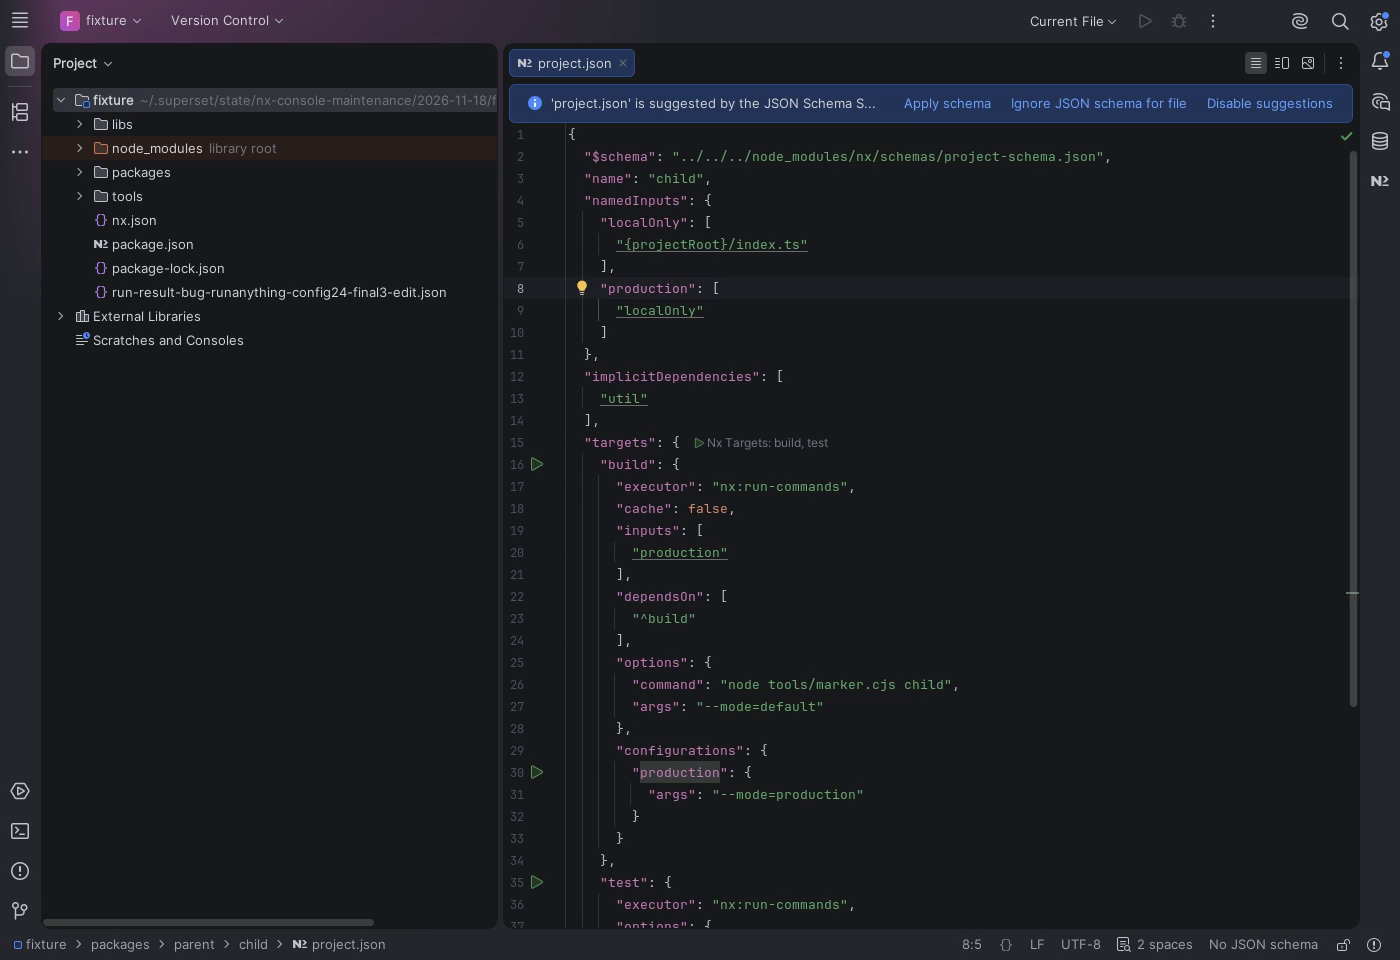 F fixture Version Control Current File
Project
fixture ~/.superset/state/nx-console-maintenance/2026-11-18/f
libs
node_modules library root
packages
tools
nx.json
package.json
package-lock.json
run-result-bug-runanything-config24-final3-edit.json
External Libraries
Scratches and Consoles
project.json
'project.json' is suggested by the JSON Schema S... Apply schema Ignore JSON schema for file Disable suggestions
1 {
2 "$schema": "../../../node_modules/nx/schemas/project-schema.json",
3 "name": "child",
4 "namedInputs": {
5 "localOnly": [
6 "{projectRoot}/index.ts"
7 ],
8 "production": [
9 "localOnly"
10 ]
11 },
12 "implicitDependencies": [
13 "util"
14 ],
15 "targets": { Nx Targets: build, test
16 "build": {
17 "executor": "nx:run-commands",
18 "cache": false,
19 "inputs": [
20 "production"
21 ],
22 "dependsOn": [
23 "^build"
24 ],
25 "options": {
26 "command": "node tools/marker.cjs child",
27 "args": "--mode=default"
28 },
29 "configurations": {
30 "production": {
31 "args": "--mode=production"
32 }
33 }
34 },
35 "test": {
36 "executor": "nx:run-commands",
37 "options": {
fixture packages parent child project.json 8:5 {} LF UTF-8 2 spaces No JSON schema